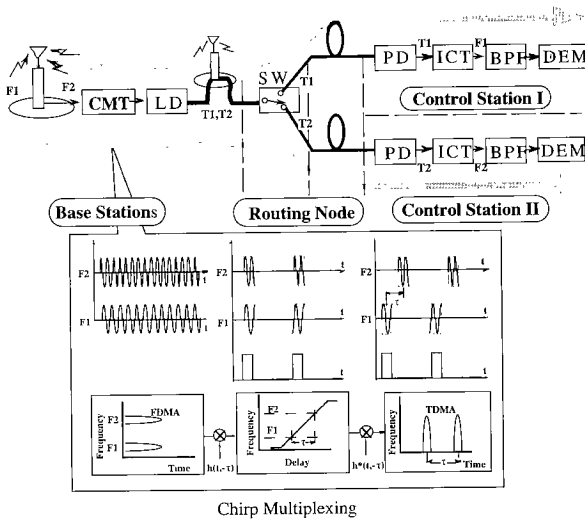 F1
F2
CMT
LD
T1,T2
SW
T1
T2
PD
T1
ICT
F1
BPF
DEM
Control Station I
PD
T2
ICT
F2
BPF
DEM
Base Stations
Routing Node
Control Station II
F2
t
t
F2
t
τ
F1
t
F1
t
F1
t
t
t
Frequency
F2
FDMA
F1
Time
h(t,-τ)
Frequency
F2
F1
τ
Delay
h*(t,-τ)
Frequency
TDMA
τ
Time
Chirp Multiplexing